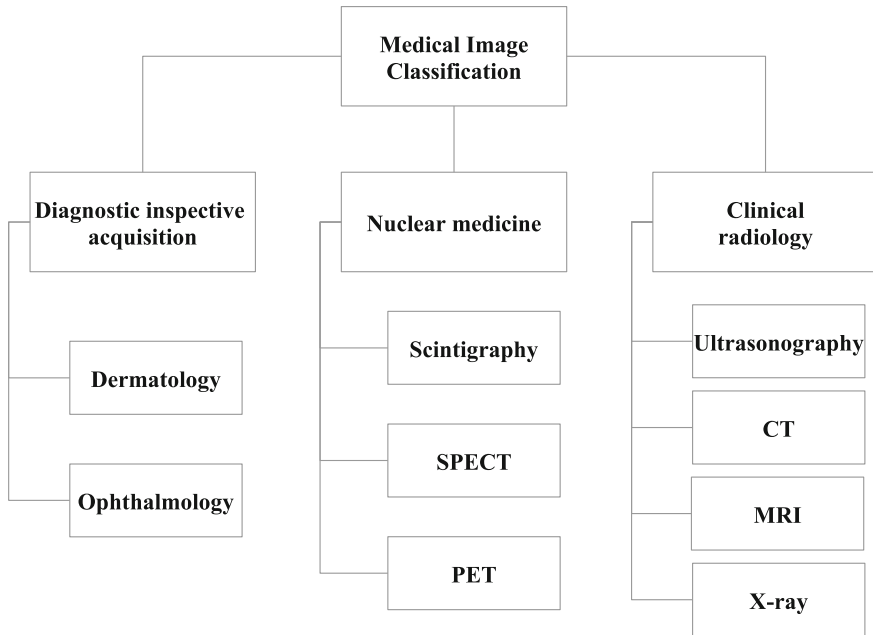 Medical Image
Classification
Diagnostic inspective
acquisition
Dermatology
Ophthalmology
Nuclear medicine
Scintigraphy
SPECT
PET
Clinical
radiology
Ultrasonography
CT
MRI
X-ray